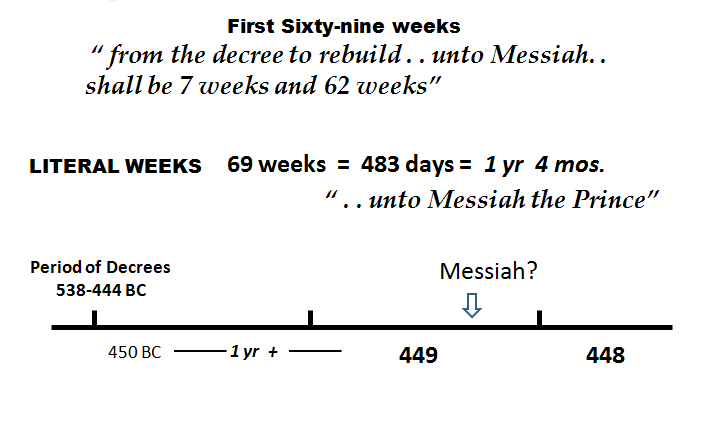 First Sixty-nine weeks
“ from the decree to rebuild . . unto Messiah. .
shall be 7 weeks and 62 weeks”
LITERAL WEEKS 69 weeks = 483 days = 1 yr 4 mos.
“ . . unto Messiah the Prince”
Period of Decrees
538-444 BC
Messiah?
450 BC 1 yr + 449 448